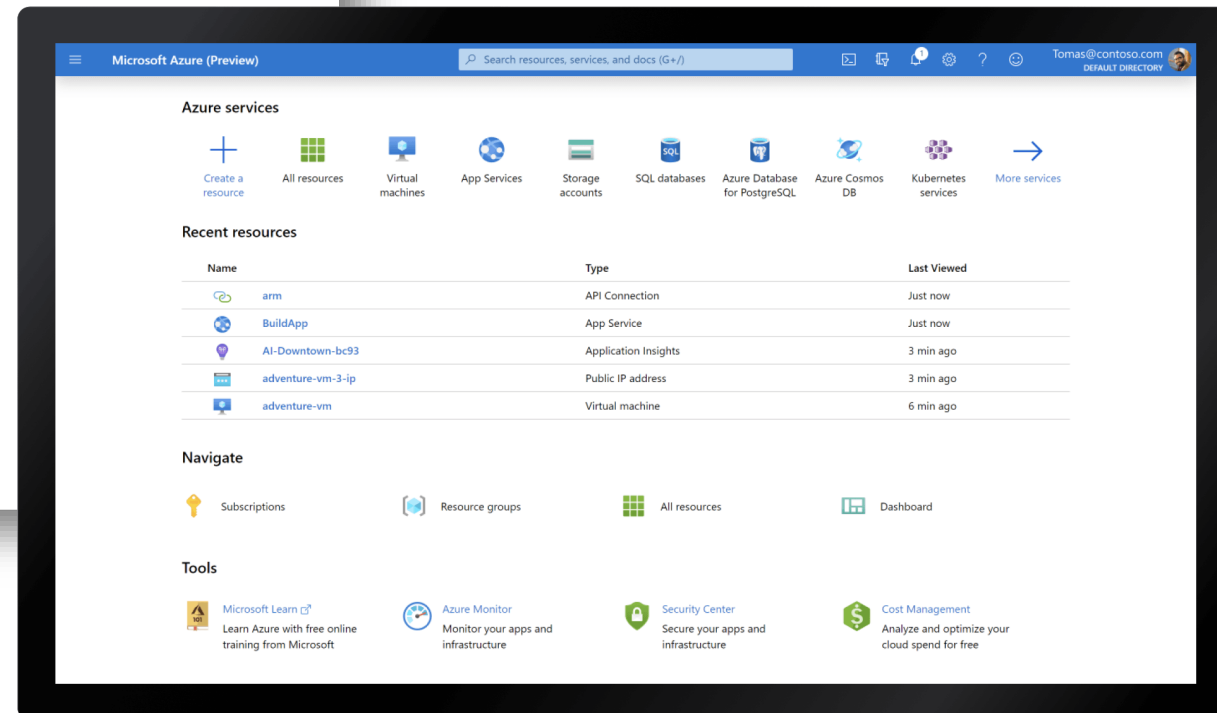 Microsoft Azure (Preview)
Search resources, services, and docs (G+/)
1
Tomas@contoso.com
DEFAULT DIRECTORY
Azure services
Create a
resource
All resources
Virtual
machines
App Services
Storage
accounts
SQL
SQL databases
Azure Database
for PostgreSQL
Azure Cosmos
DB
Kubernetes
services
More services
Recent resources
Name Type Last Viewed
arm API Connection Just now
BuildApp App Service Just now
AI-Downtown-bc93 Application Insights 3 min ago
adventure-vm-3-ip Public IP address 3 min ago
adventure-vm Virtual machine 6 min ago
Navigate
Subscriptions Resource groups All resources Dashboard
Tools
101
Microsoft Learn
Learn Azure with free online
training from Microsoft
Azure Monitor
Monitor your apps and
infrastructure
Security Center
Secure your apps and
infrastructure
$
Cost Management
Analyze and optimize your
cloud spend for free